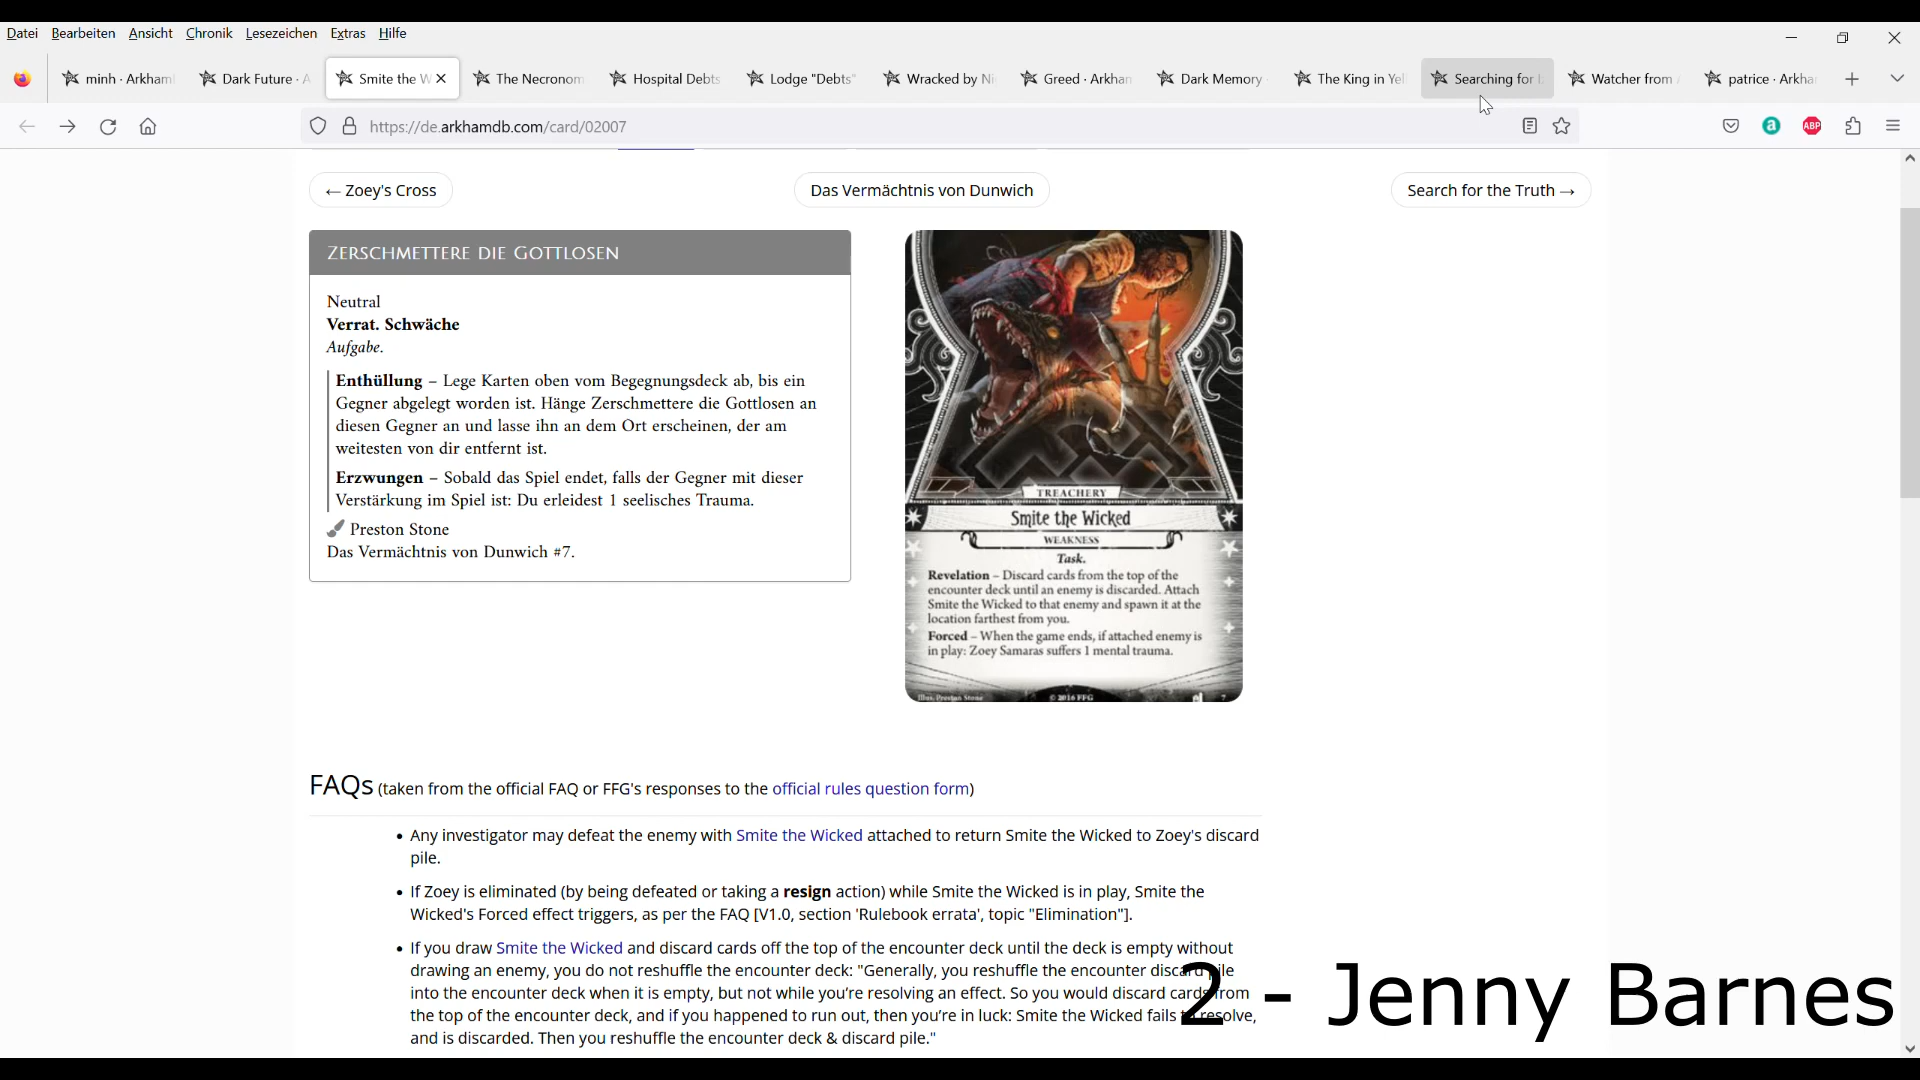 Datei Bearbeiten Ansicht Chronik Lesezeichen Extras Hilfe
minh · Arkham Dark Future · A Smite the W The Necronom Hospital Debts Lodge "Debts" Wracked by Ni Greed · Arkham Dark Memory · The King in Yel Searching for Watcher from A patrice · Arkha
https://de.arkhamdb.com/card/02007 ABP
← Zoey's Cross
Das Vermächtnis von Dunwich
Search for the Truth →
Zerschmettere die Gottlosen
Neutral
Verrat. Schwäche
Aufgabe.
Enthüllung – Lege Karten oben vom Begegnungsdeck ab, bis ein
Gegner abgelegt worden ist. Hänge Zerschmettere die Gottlosen an
diesen Gegner an und lasse ihn an dem Ort erscheinen, der am
weitesten von dir entfernt ist.
Erzwungen – Sobald das Spiel endet, falls der Gegner mit dieser
Verstärkung im Spiel ist: Du erleidest 1 seelisches Trauma.
Preston Stone
Das Vermächtnis von Dunwich #7.
TREACHERY
Smite the Wicked
WEAKNESS
Task.
Revelation – Discard cards from the top of the
encounter deck until an enemy is discarded. Attach
Smite the Wicked to that enemy and spawn it at the
location farthest from you.
Forced – When the game ends, if attached enemy is
in play: Zoey Samaras suffers 1 mental trauma.
Illus. Preston Stone © 2016 FFG 7
FAQs (taken from the official FAQ or FFG's responses to the official rules question form)
• Any investigator may defeat the enemy with Smite the Wicked attached to return Smite the Wicked to Zoey's discard
pile.
• If Zoey is eliminated (by being defeated or taking a resign action) while Smite the Wicked is in play, Smite the
Wicked's Forced effect triggers, as per the FAQ [V1.0, section 'Rulebook errata', topic "Elimination"].
• If you draw Smite the Wicked and discard cards off the top of the encounter deck until the deck is empty without
drawing an enemy, you do not reshuffle the encounter deck: "Generally, you reshuffle the encounter discard pile
into the encounter deck when it is empty, but not while you're resolving an effect. So you would discard cards from
the top of the encounter deck, and if you happened to run out, then you're in luck: Smite the Wicked fails to resolve,
and is discarded. Then you reshuffle the encounter deck & discard pile."
2 - Jenny Barnes